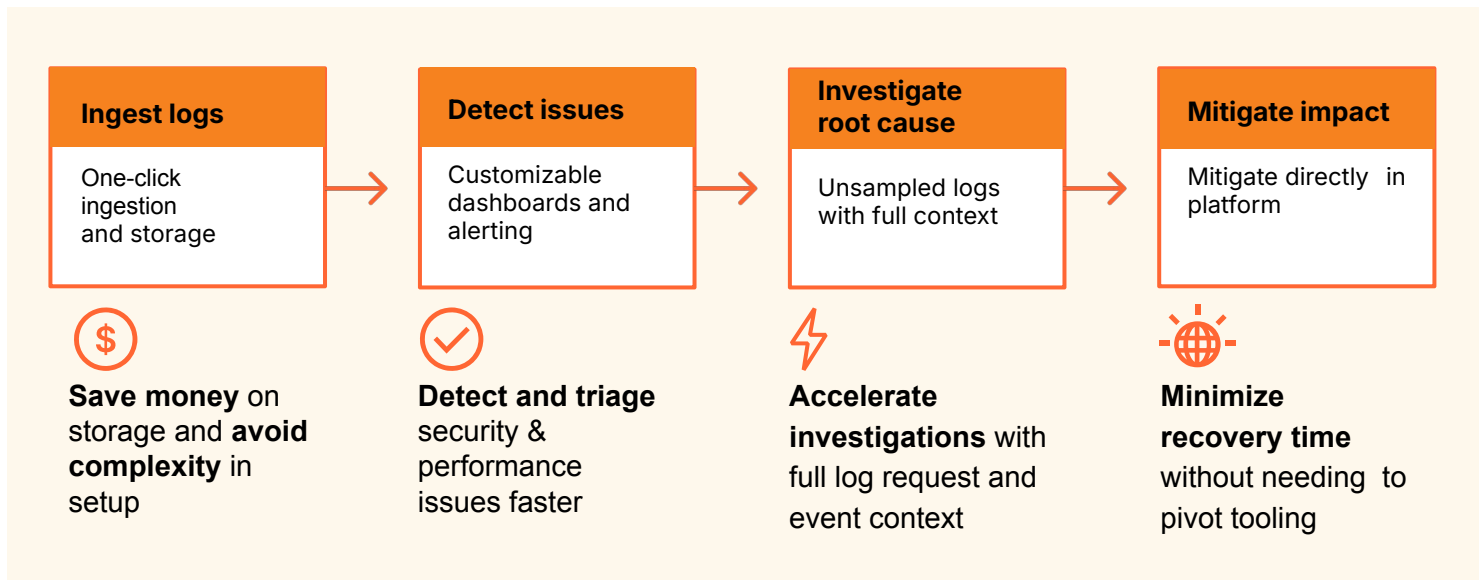 Ingest logs
One-click
ingestion
and storage
Detect issues
Customizable
dashboards and
alerting
Investigate
root cause
Unsampled logs
with full context
Mitigate impact
Mitigate directly in
platform
$
Save money on
storage and avoid
complexity in
setup
Detect and triage
security &
performance
issues faster
Accelerate
investigations with
full log request and
event context
Minimize
recovery time
without needing to
pivot tooling